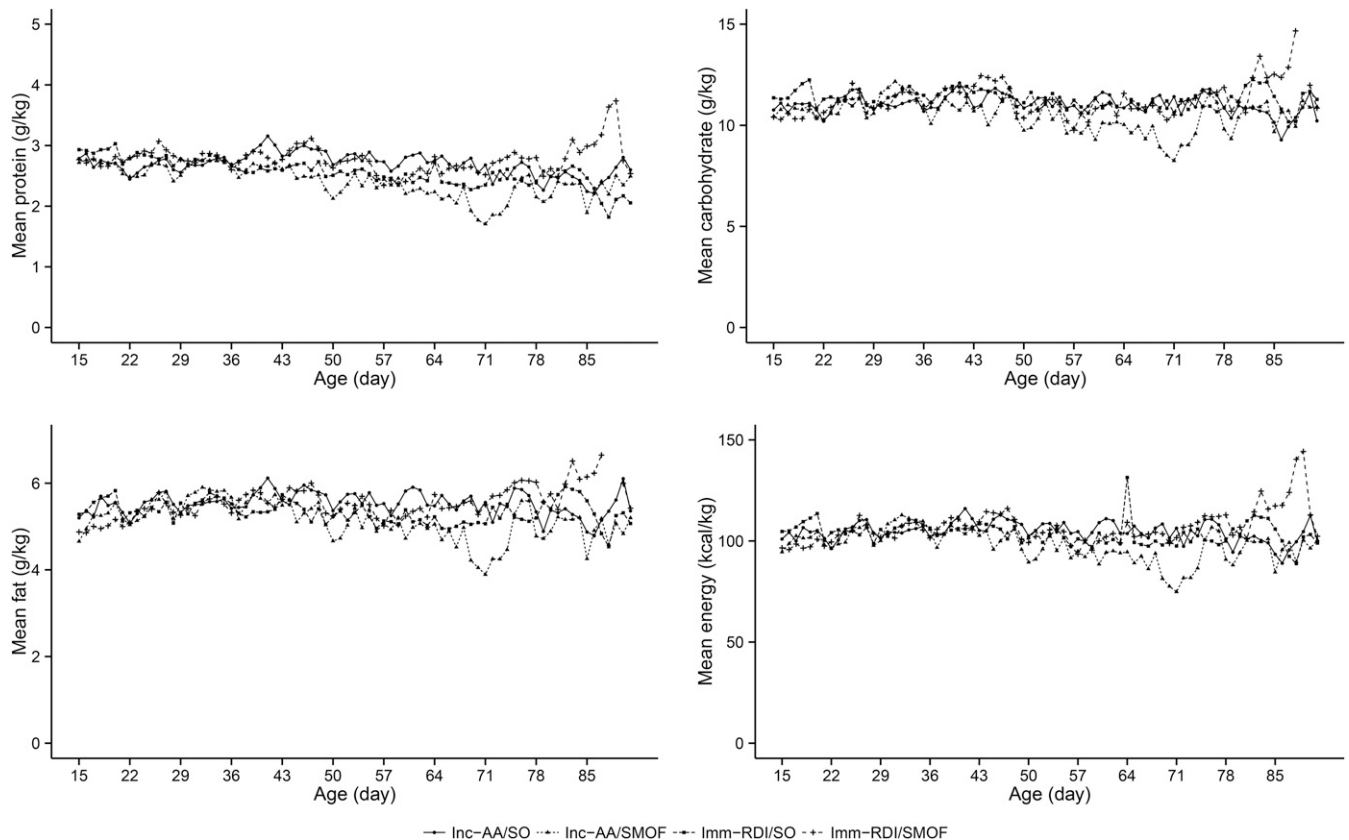 5
4
3
2
1
0
Mean protein (g/kg)
15 22 29 36 43 50 57 64 71 78 85
Age (day)
15
10
5
0
Mean carbohydrate (g/kg)
15 22 29 36 43 50 57 64 71 78 85
Age (day)
6
4
2
0
Mean fat (g/kg)
15 22 29 36 43 50 57 64 71 78 85
Age (day)
150
100
50
0
Mean energy (kcal/kg)
15 22 29 36 43 50 57 64 71 78 85
Age (day)
Inc−AA/SO Inc−AA/SMOF Imm−RDI/SO Imm−RDI/SMOF